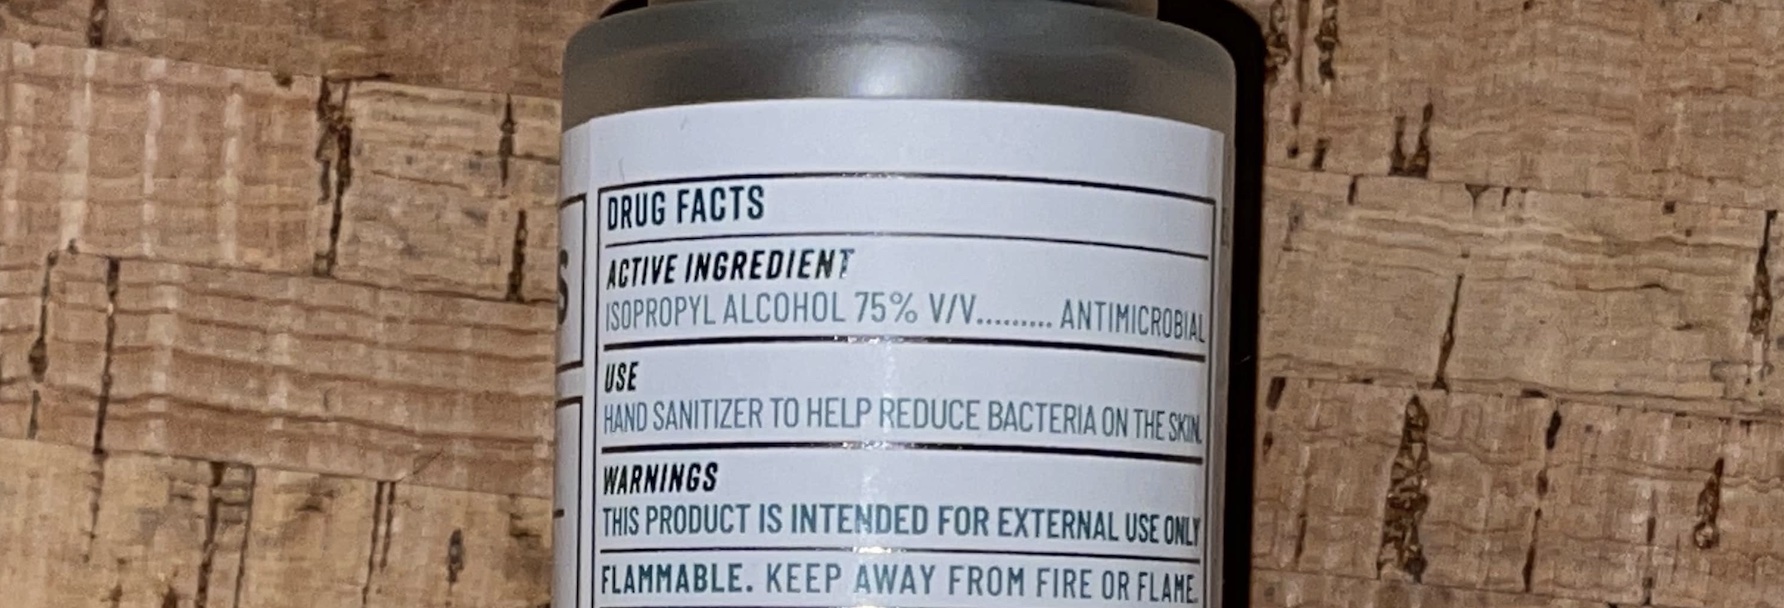 DRUG FACTS
ACTIVE INGREDIENT
ISOPROPYL ALCOHOL 75% V/V......... ANTIMICROBIAL
USE
HAND SANITIZER TO HELP REDUCE BACTERIA ON THE SKIN.
WARNINGS
THIS PRODUCT IS INTENDED FOR EXTERNAL USE ONLY
FLAMMABLE. KEEP AWAY FROM FIRE OR FLAME.